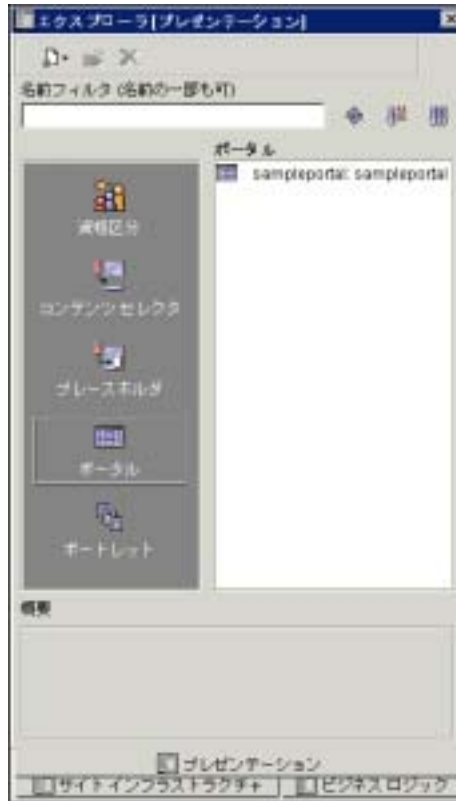 エクスプローラ[プレゼンテーション]
名前フィルタ (名前の一部も可)
ポータル
sampleportal: sampleportal
資格区分
コンテンツ セレクタ
プレースホルダ
ポータル
ポートレット
概要
プレゼンテーション
サイト インフラストラクチャ
ビジネス ロジック